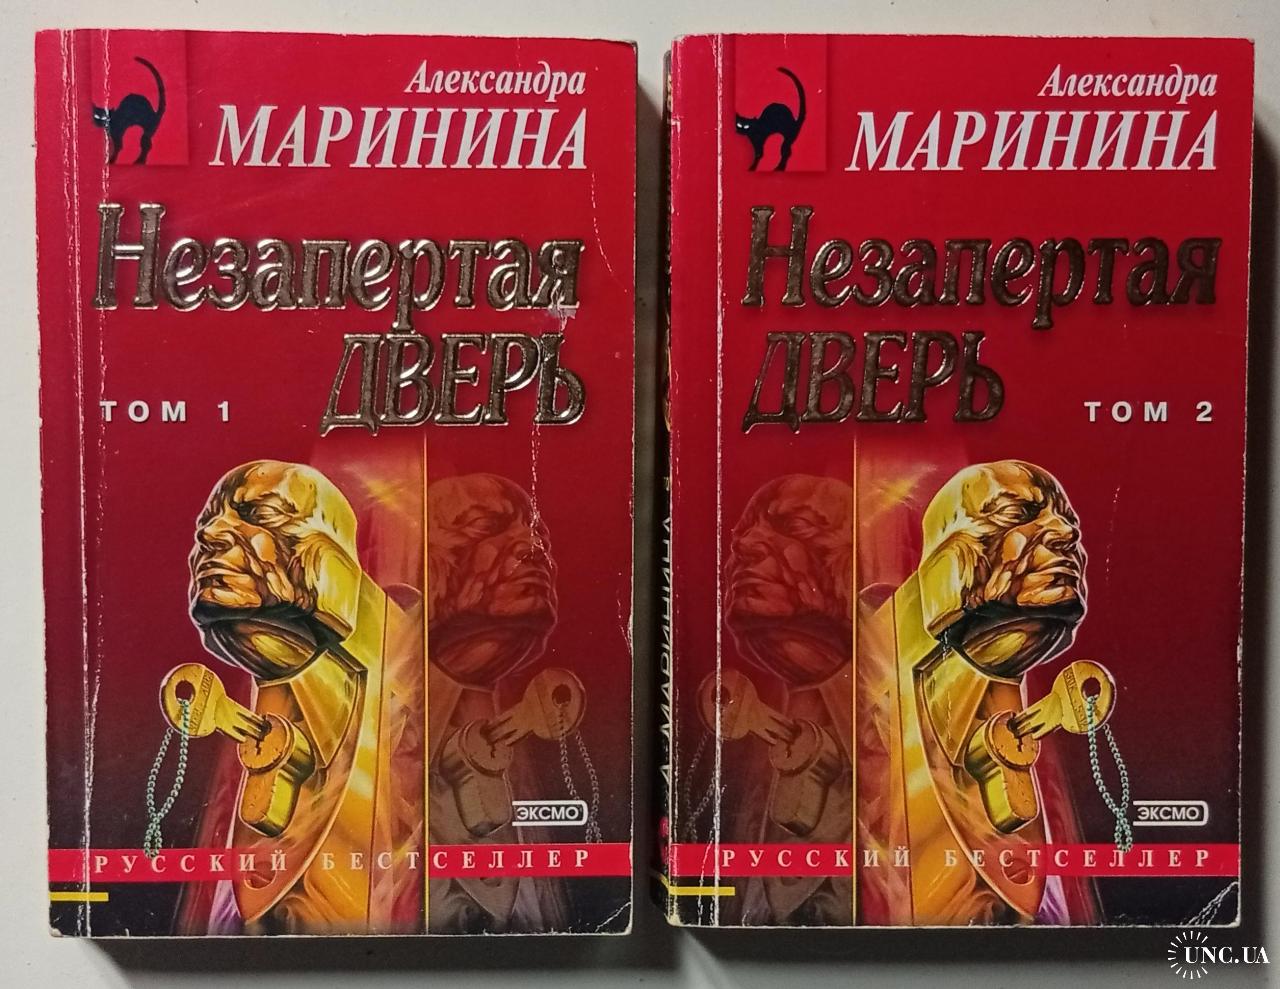 Александра
МАРИНИНА
Незапертая
ДВЕРЬ
ТОМ 1
ЭКСМО
РУССКИЙ БЕСТСЕЛЛЕР
Александра
МАРИНИНА
Незапертая
ДВЕРЬ
ТОМ 2
ЭКСМО
РУССКИЙ БЕСТСЕЛЛЕР
А. МАРИНИНА
UNC.UA